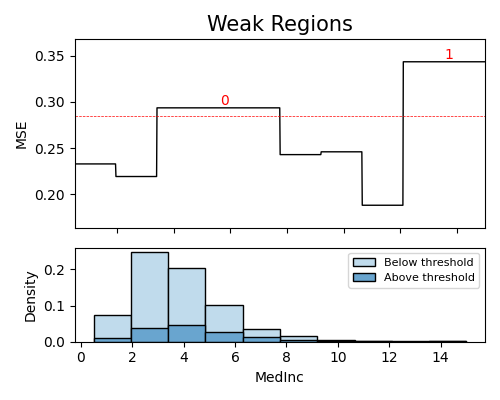 Weak Regions
0.35
0.30
0.25
0.20
MSE
0
1
0.2
0.1
0.0
Density
Below threshold
Above threshold
0 2 4 6 8 10 12 14
MedInc